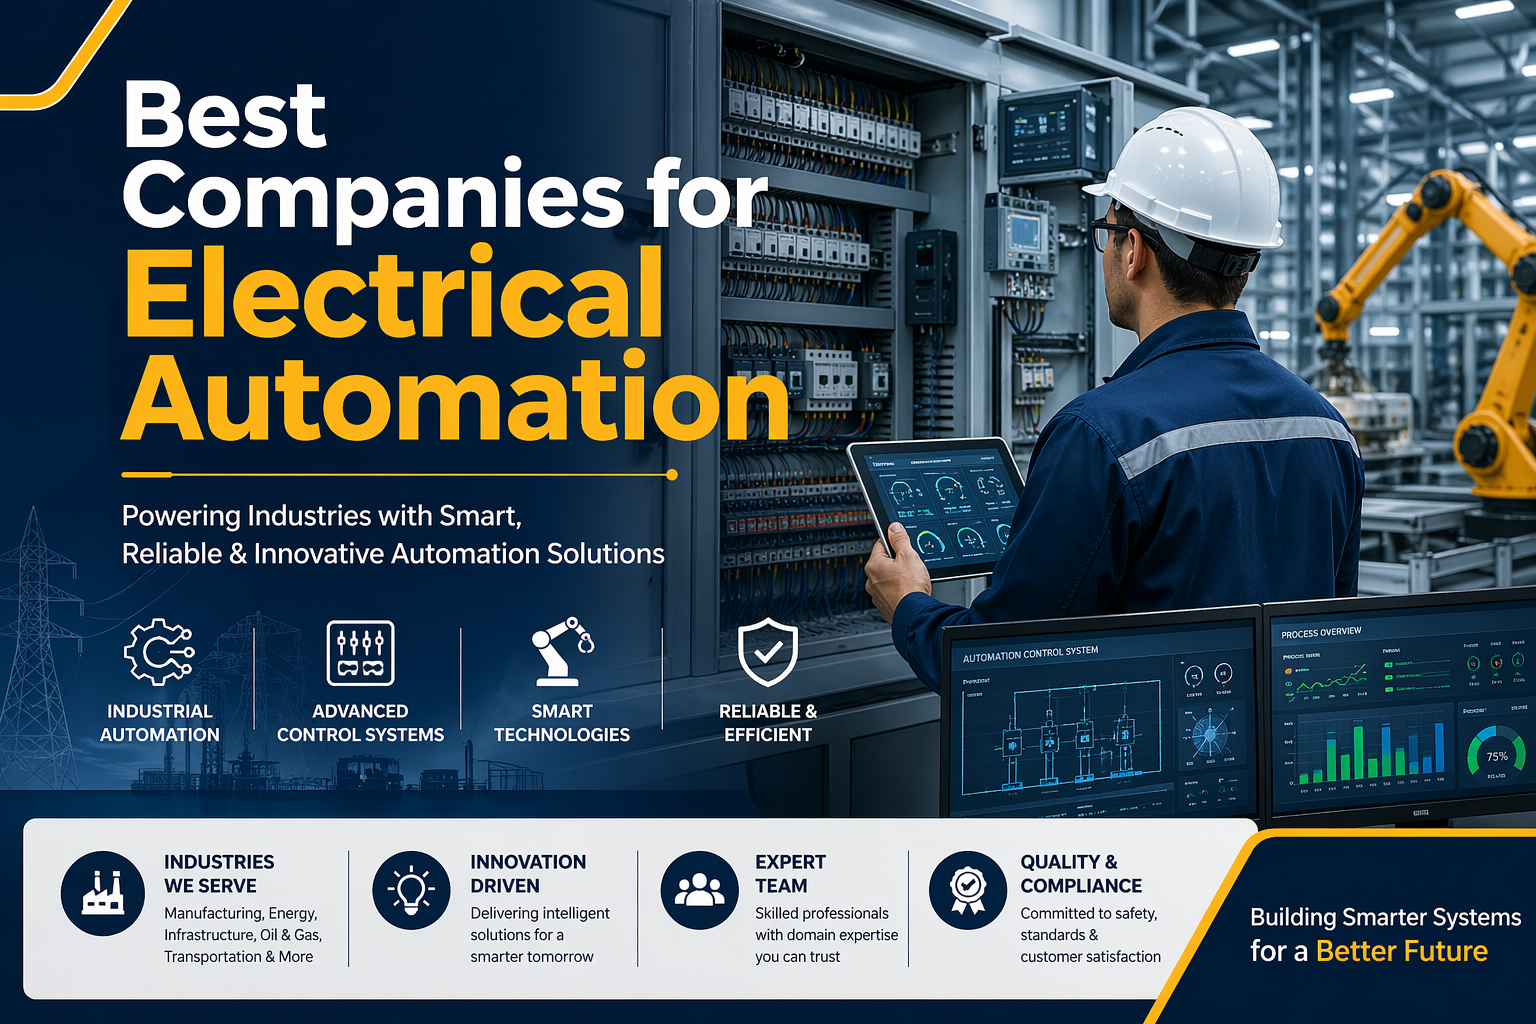 Best
Companies for
Electrical
Automation
Powering Industries with Smart,
Reliable & Innovative Automation Solutions
INDUSTRIAL
AUTOMATION
ADVANCED
CONTROL SYSTEMS
SMART
TECHNOLOGIES
RELIABLE &
EFFICIENT
AUTOMATION CONTROL SYSTEM
PROCESS OVERVIEW
75%
INDUSTRIES
WE SERVE
Manufacturing, Energy,
Infrastructure, Oil & Gas,
Transportation & More
INNOVATION
DRIVEN
Delivering intelligent
solutions for a
smarter tomorrow
EXPERT
TEAM
Skilled professionals
with domain expertise
you can trust
QUALITY &
COMPLIANCE
Committed to safety,
standards &
customer satisfaction
Building Smarter Systems
for a Better Future